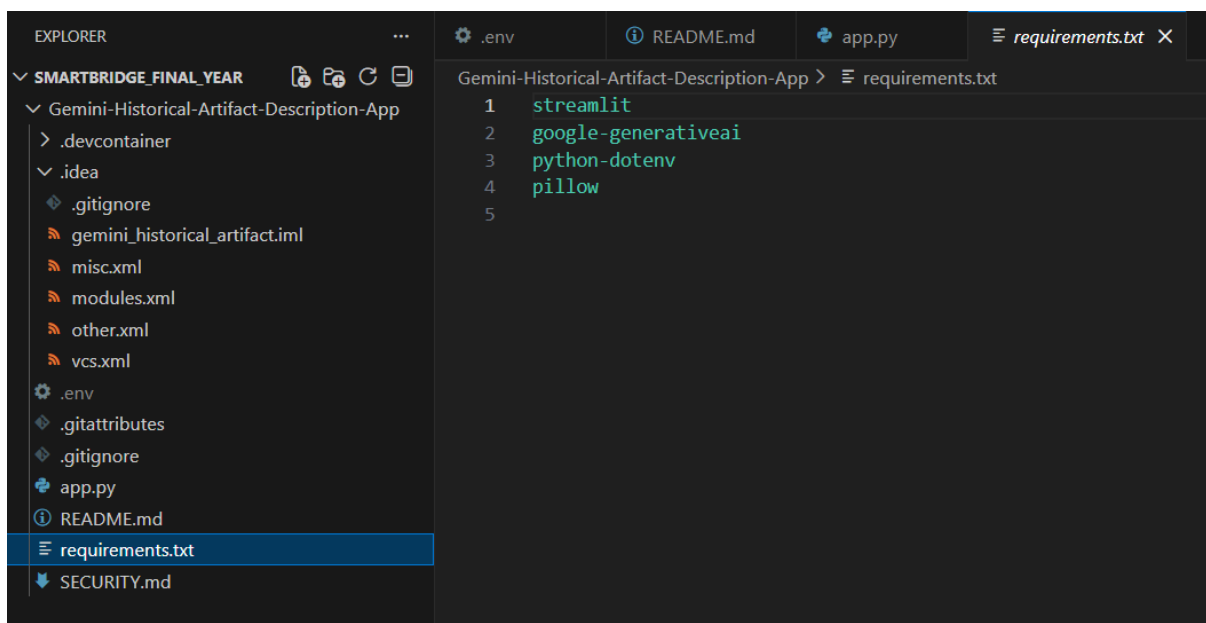 EXPLORER
...
SMARTBRIDGE_FINAL_YEAR
Gemini-Historical-Artifact-Description-App
.devcontainer
.idea
.gitignore
gemini_historical_artifact.iml
misc.xml
modules.xml
other.xml
vcs.xml
.env
.gitattributes
.gitignore
app.py
README.md
requirements.txt
SECURITY.md
.env README.md app.py requirements.txt
Gemini-Historical-Artifact-Description-App > requirements.txt
1 streamlit
2 google-generativeai
3 python-dotenv
4 pillow
5